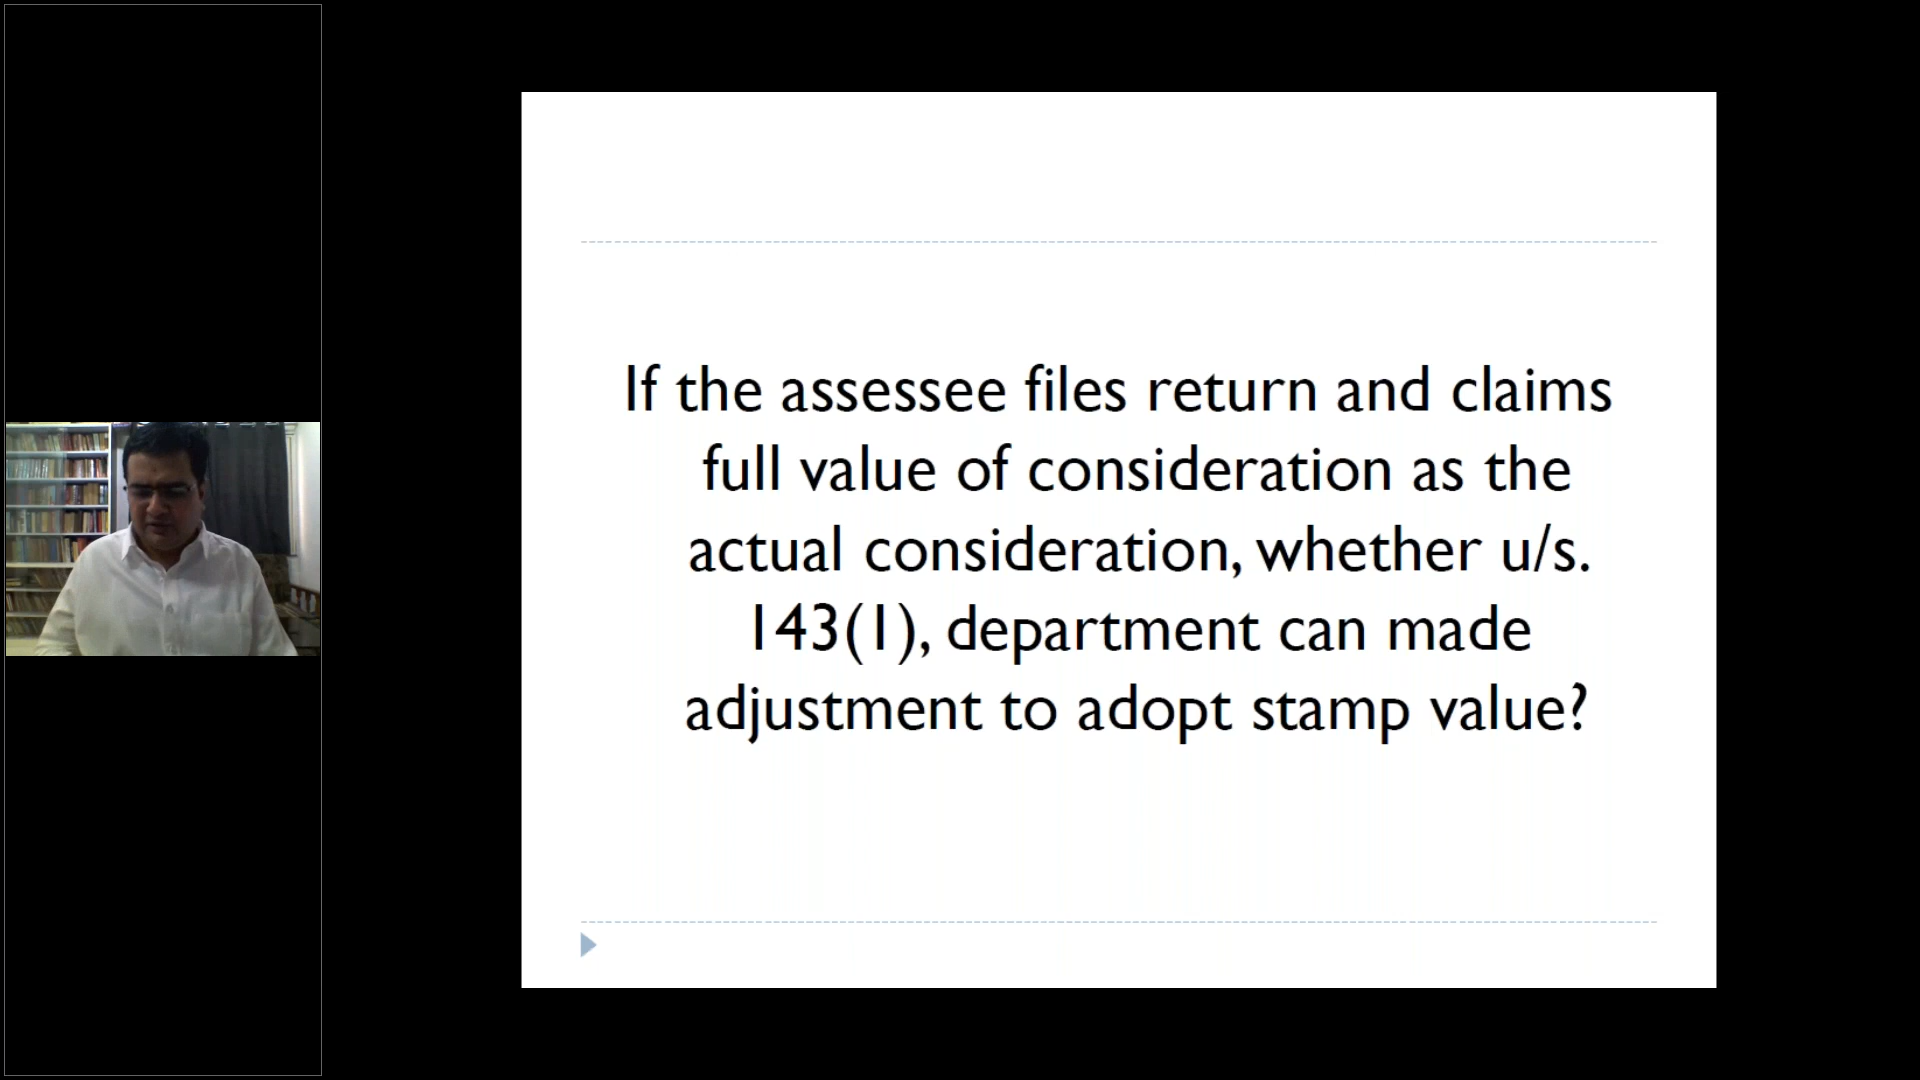 If the assessee files return and claims
full value of consideration as the
actual consideration, whether u/s.
143(1), department can made
adjustment to adopt stamp value?